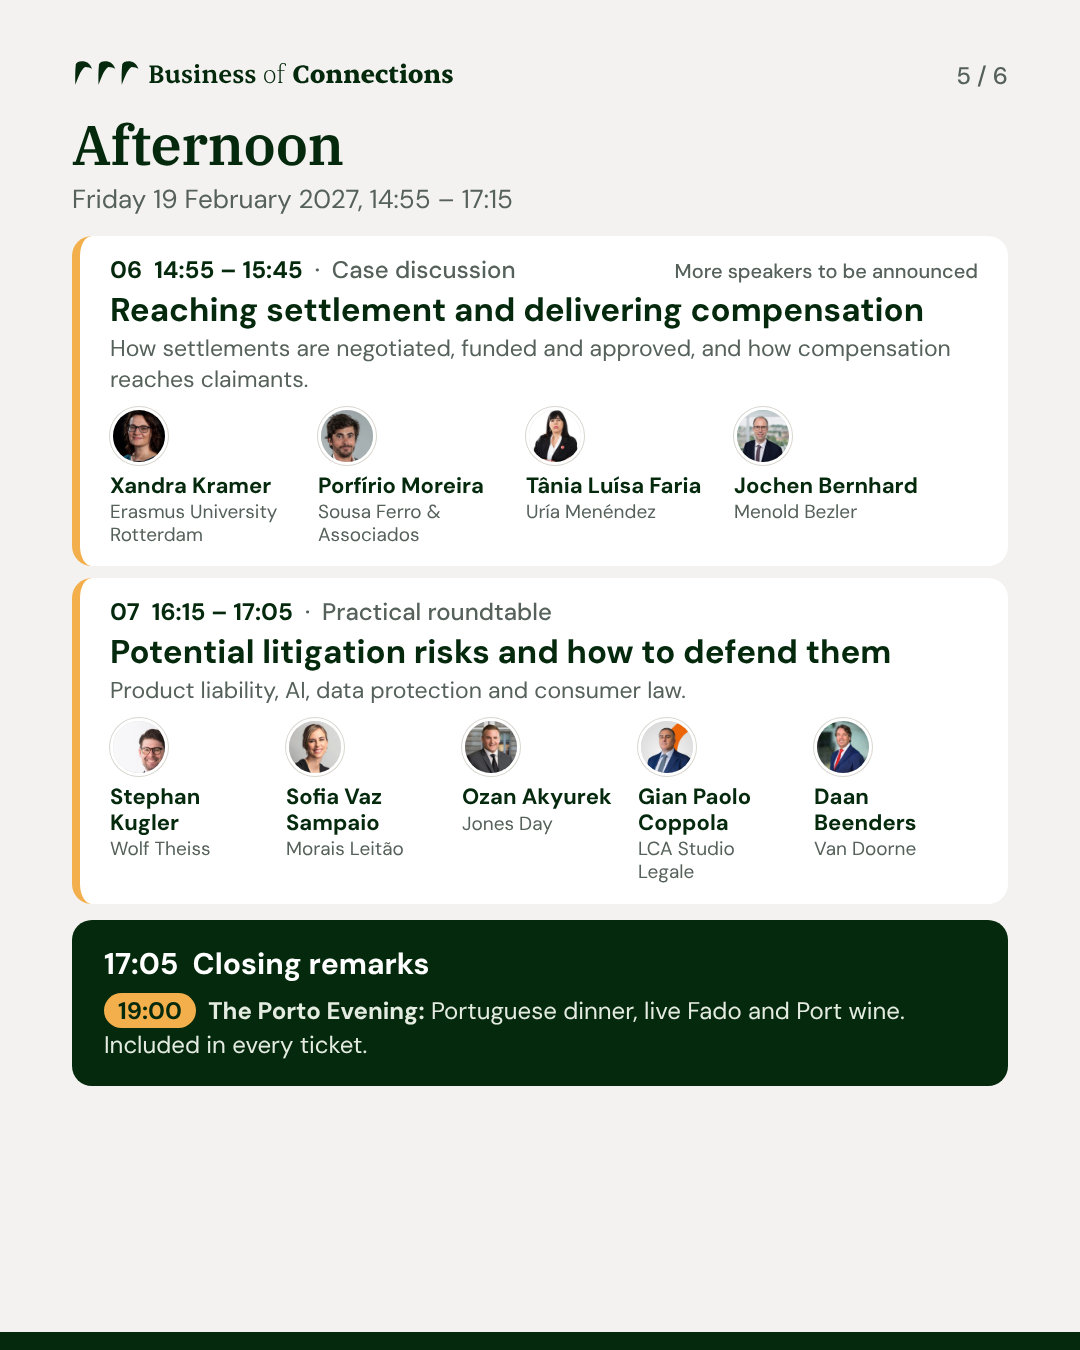 Business of Connections
5 / 6
Afternoon
Friday 19 February 2027, 14:55 – 17:15
06 14:55 – 15:45 · Case discussion
More speakers to be announced
Reaching settlement and delivering compensation
How settlements are negotiated, funded and approved, and how compensation
reaches claimants.
Xandra Kramer
Erasmus University
Rotterdam
Porfírio Moreira
Sousa Ferro &
Associados
Tânia Luísa Faria
Uría Menéndez
Jochen Bernhard
Menold Bezler
07 16:15 – 17:05 · Practical roundtable
Potential litigation risks and how to defend them
Product liability, AI, data protection and consumer law.
Stephan
Kugler
Wolf Theiss
Sofia Vaz
Sampaio
Morais Leitão
Ozan Akyurek
Jones Day
Gian Paolo
Coppola
LCA Studio
Legale
Daan
Beenders
Van Doorne
17:05 Closing remarks
19:00 The Porto Evening: Portuguese dinner, live Fado and Port wine.
Included in every ticket.